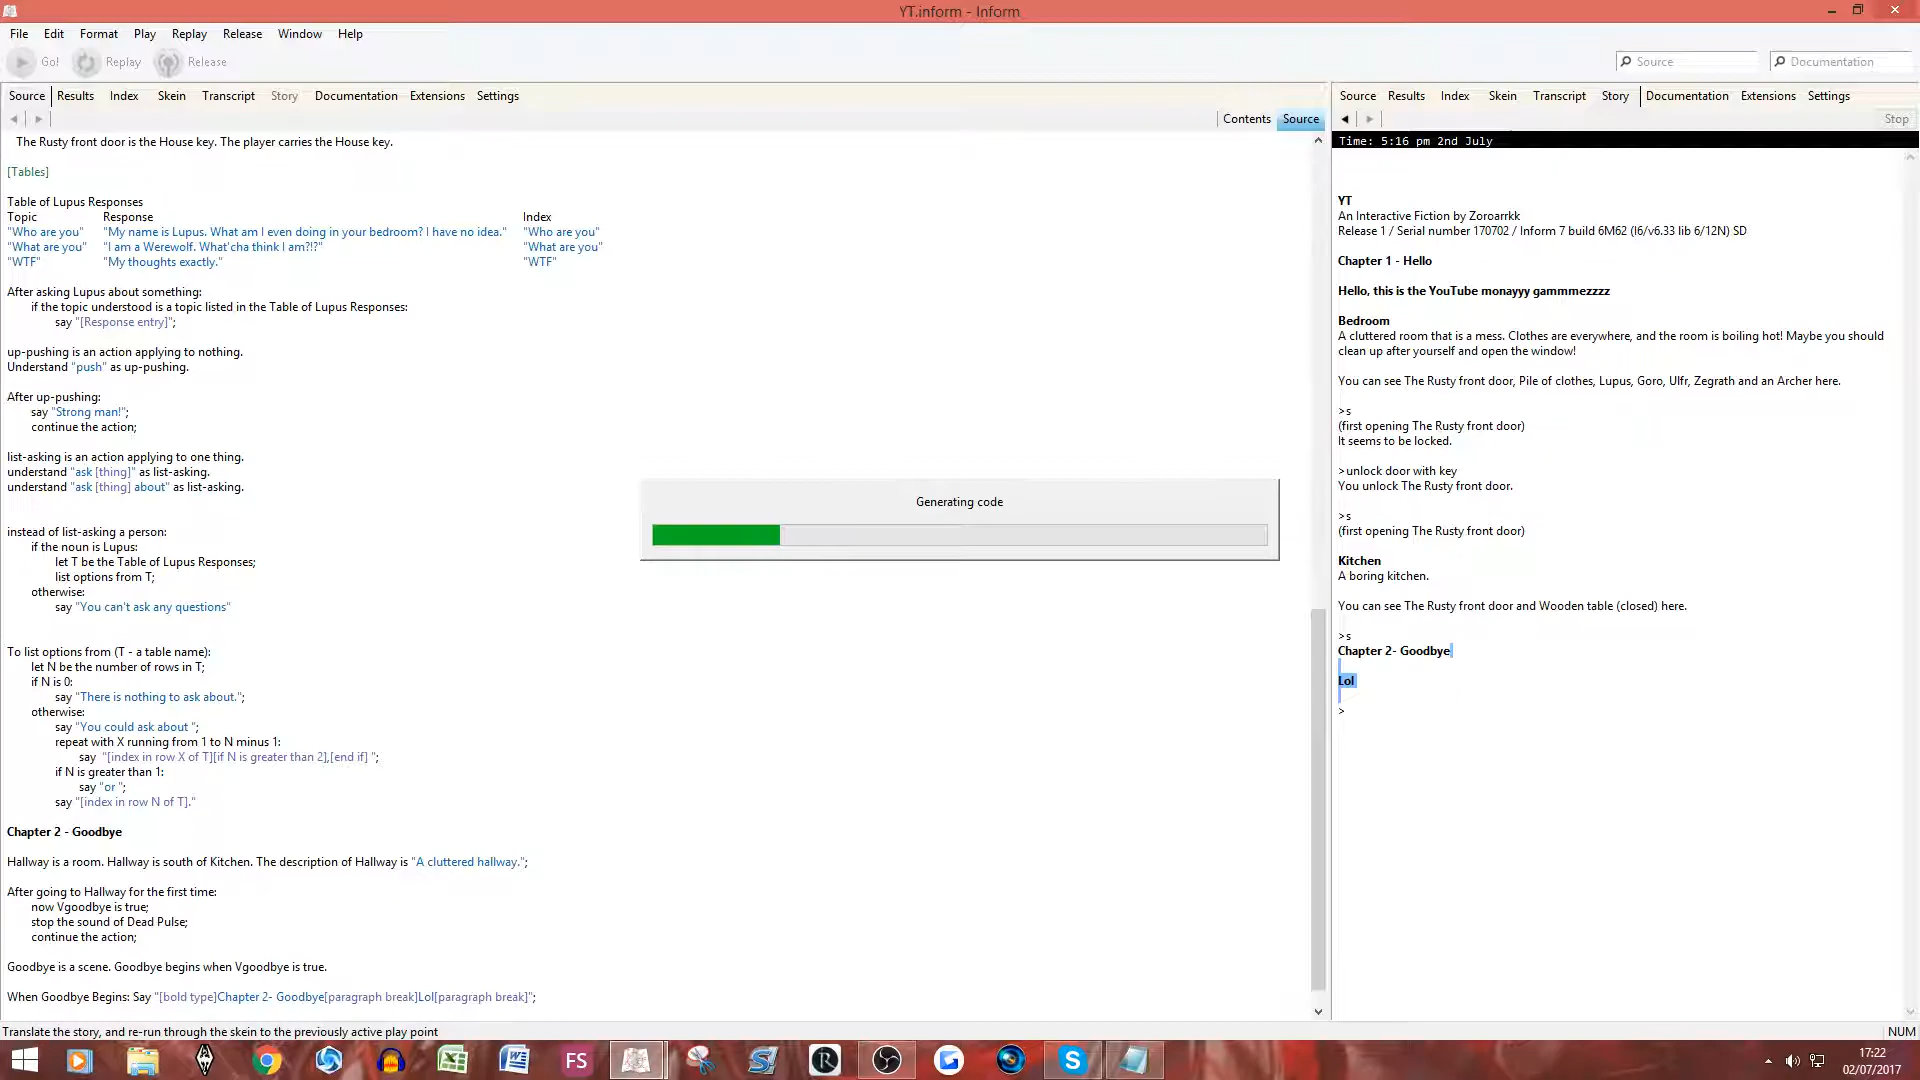 YT.inform - Inform
File Edit Format Play Replay Release Window Help
Go! Replay Release Source Documentation
Source Results Index Skein Transcript Story Documentation Extensions Settings
Contents Source
The Rusty front door is the House key. The player carries the House key.
[Tables]
Table of Lupus Responses
Topic Response Index
"Who are you" "My name is Lupus. What am I even doing in your bedroom? I have no idea." "Who are you"
"What are you" "I am a Werewolf. What'cha think I am?!?" "What are you"
"WTF" "My thoughts exactly." "WTF"
After asking Lupus about something:
if the topic understood is a topic listed in the Table of Lupus Responses:
say "[Response entry]";
up-pushing is an action applying to nothing.
Understand "push" as up-pushing.
After up-pushing:
say "Strong man!";
continue the action;
list-asking is an action applying to one thing.
understand "ask [thing]" as list-asking.
understand "ask [thing] about" as list-asking.
instead of list-asking a person:
if the noun is Lupus:
let T be the Table of Lupus Responses;
list options from T;
otherwise:
say "You can't ask any questions"
To list options from (T - a table name):
let N be the number of rows in T;
if N is 0:
say "There is nothing to ask about.";
otherwise:
say "You could ask about ";
repeat with X running from 1 to N minus 1:
say "[index in row X of T][if N is greater than 2],[end if] ";
if N is greater than 1:
say "or ";
say "[index in row N of T]."
Chapter 2 - Goodbye
Hallway is a room. Hallway is south of Kitchen. The description of Hallway is "A cluttered hallway.";
After going to Hallway for the first time:
now Vgoodbye is true;
stop the sound of Dead Pulse;
continue the action;
Goodbye is a scene. Goodbye begins when Vgoodbye is true.
When Goodbye Begins: Say "[bold type]Chapter 2- Goodbye[paragraph break]Lol[paragraph break]";
Generating code
Source Results Index Skein Transcript Story Documentation Extensions Settings
Stop
Time: 5:16 pm 2nd July
YT
An Interactive Fiction by Zoroarrkk
Release 1 / Serial number 170702 / Inform 7 build 6M62 (I6/v6.33 lib 6/12N) SD
Chapter 1 - Hello
Hello, this is the YouTube monayyy gammmezzzz
Bedroom
A cluttered room that is a mess. Clothes are everywhere, and the room is boiling hot! Maybe you should
clean up after yourself and open the window!
You can see The Rusty front door, Pile of clothes, Lupus, Goro, Ulfr, Zegrath and an Archer here.
>s
(first opening The Rusty front door)
It seems to be locked.
>unlock door with key
You unlock The Rusty front door.
>s
(first opening The Rusty front door)
Kitchen
A boring kitchen.
You can see The Rusty front door and Wooden table (closed) here.
>s
Chapter 2- Goodbye
Lol
>
Translate the story, and re-run through the skein to the previously active play point
NUM
FS
17:22
02/07/2017